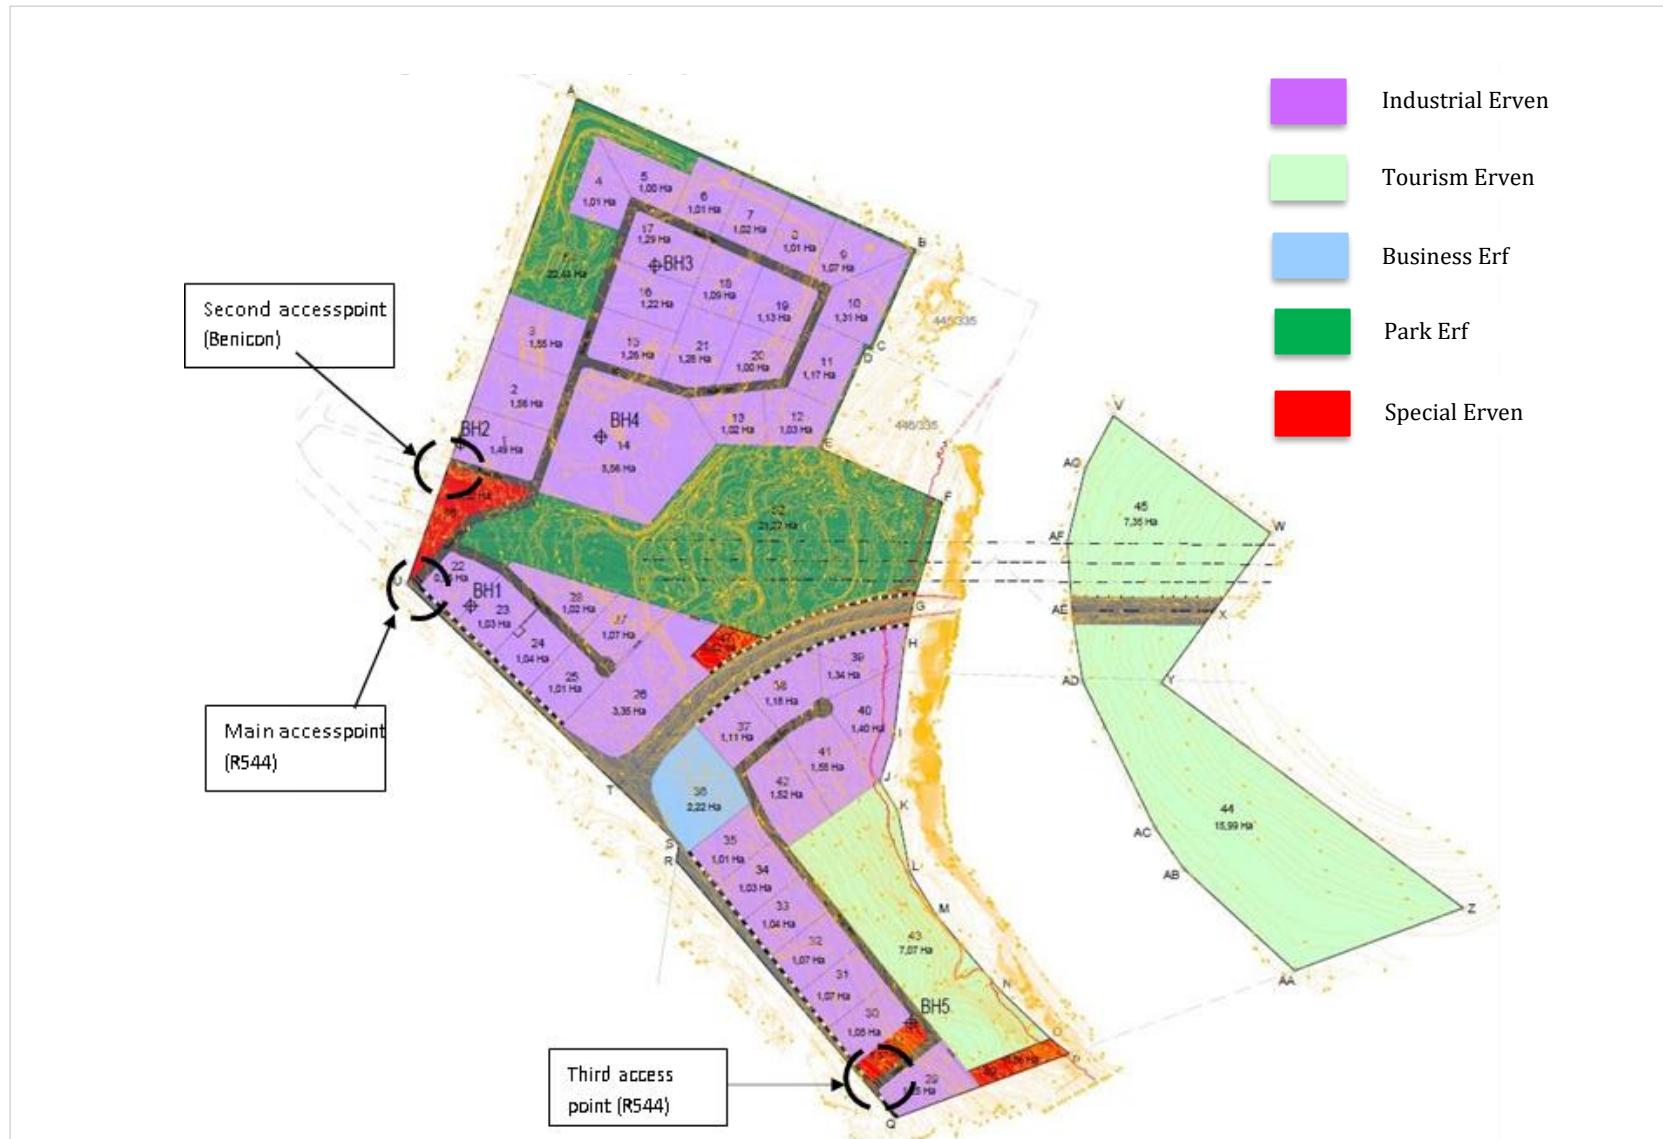 Industrial Erven
Tourism Erven
Business Erf
Park Erf
Special Erven
Second accesspoint
(Benicon)
Main accesspoint
(R544)
Third access
point (R544)
A
B
C
D
E
F
G
H
I
J
K
L
M
N
O
P
Q
R
S
T
U
V
W
X
Y
Z
AA
AB
AC
AD
AE
AF
AG
BH1
BH2
BH3
BH4
BH5
445/335
446/335
1
1,49 Ha
2
1,56 Ha
3
1,55 Ha
4
1,01 Ha
5
1,00 Ha
6
1,01 Ha
7
1,02 Ha
8
1,01 Ha
9
1,07 Ha
10
1,31 Ha
11
1,17 Ha
12
1,03 Ha
13
1,02 Ha
14
5,56 Ha
15
1,26 Ha
16
1,22 Ha
17
1,29 Ha
18
1,09 Ha
19
1,13 Ha
20
1,00 Ha
21
1,28 Ha
22
23
1,03 Ha
24
1,04 Ha
25
1,01 Ha
26
3,35 Ha
27
1,07 Ha
28
1,02 Ha
29
30
1,05 Ha
31
1,07 Ha
32
1,07 Ha
33
1,04 Ha
34
1,03 Ha
35
1,01 Ha
36
2,22 Ha
37
1,11 Ha
38
1,18 Ha
39
1,34 Ha
40
1,40 Ha
41
1,55 Ha
42
1,52 Ha
43
7,07 Ha
44
15,99 Ha
45
7,35 Ha
52
21,27 Ha
22,43 Ha